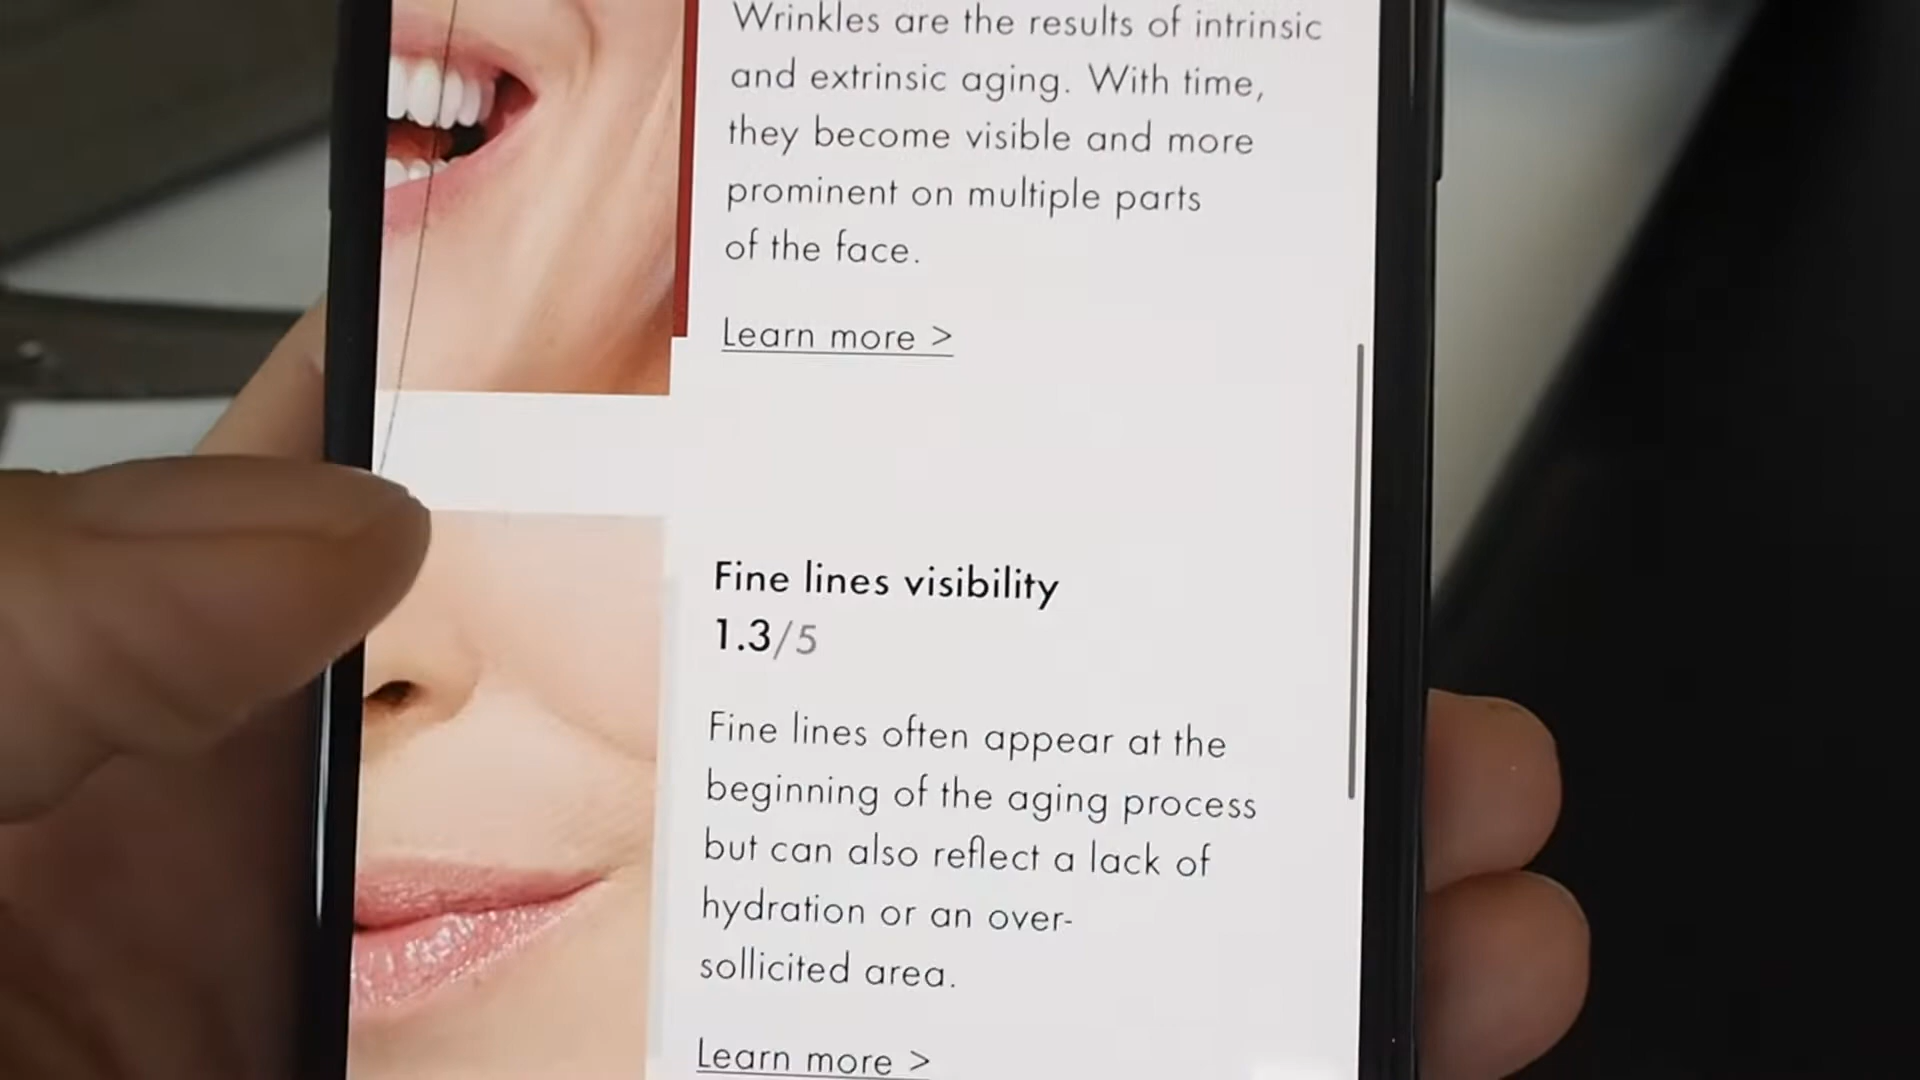 Wrinkles are the results of intrinsic
and extrinsic aging. With time,
they become visible and more
prominent on multiple parts
of the face.
Learn more >
Fine lines visibility
1.3/5
Fine lines often appear at the
beginning of the aging process
but can also reflect a lack of
hydration or an over-
sollicited area.
Learn more >